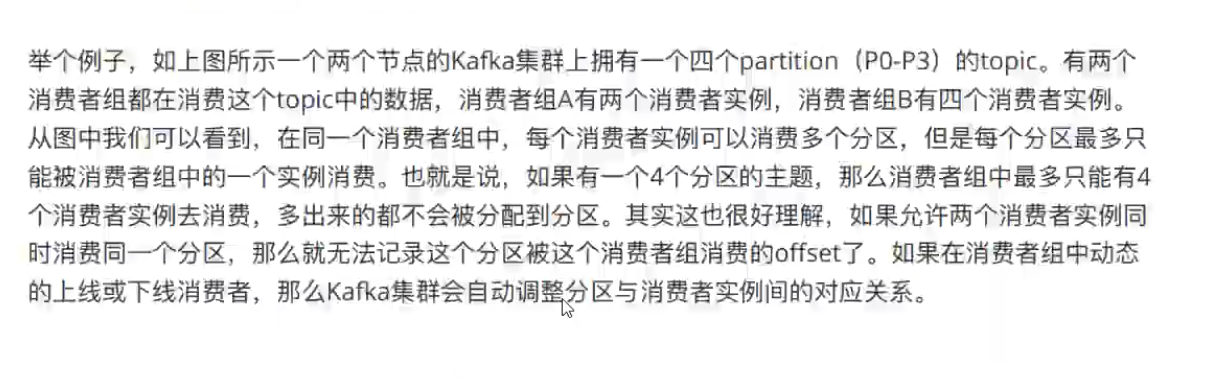 举个例子，如上图所示一个两个节点的Kafka集群上拥有一个四个partition（P0-P3）的topic。有两个
消费者组都在消费这个topic中的数据，消费者组A有两个消费者实例，消费者组B有四个消费者实例。
从图中我们可以看到，在同一个消费者组中，每个消费者实例可以消费多个分区，但是每个分区最多只
能被消费者组中的一个实例消费。也就是说，如果有一个4个分区的主题，那么消费者组中最多只能有4
个消费者实例去消费，多出来的都不会被分配到分区。其实这也很好理解，如果允许两个消费者实例同
时消费同一个分区，那么就无法记录这个分区被这个消费者组消费的offset了。如果在消费者组中动态
的上线或下线消费者，那么Kafka集群会自动调整分区与消费者实例间的对应关系。